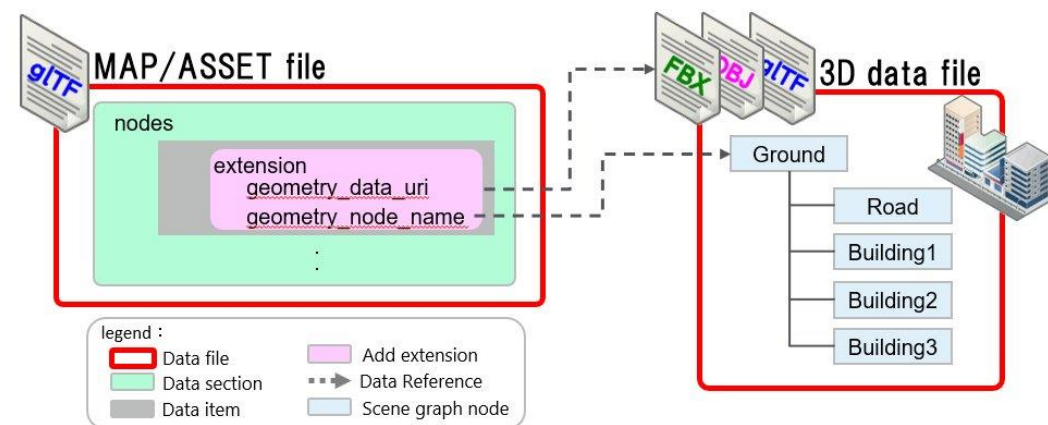 glTF
MAP/ASSET file
nodes
extension
geometry_data_uri
geometry_node_name
:
FBX
OBJ
glTF
3D data file
Ground
Road
Building1
Building2
Building3
legend：
Data file
Data section
Data item
Add extension
Data Reference
Scene graph node